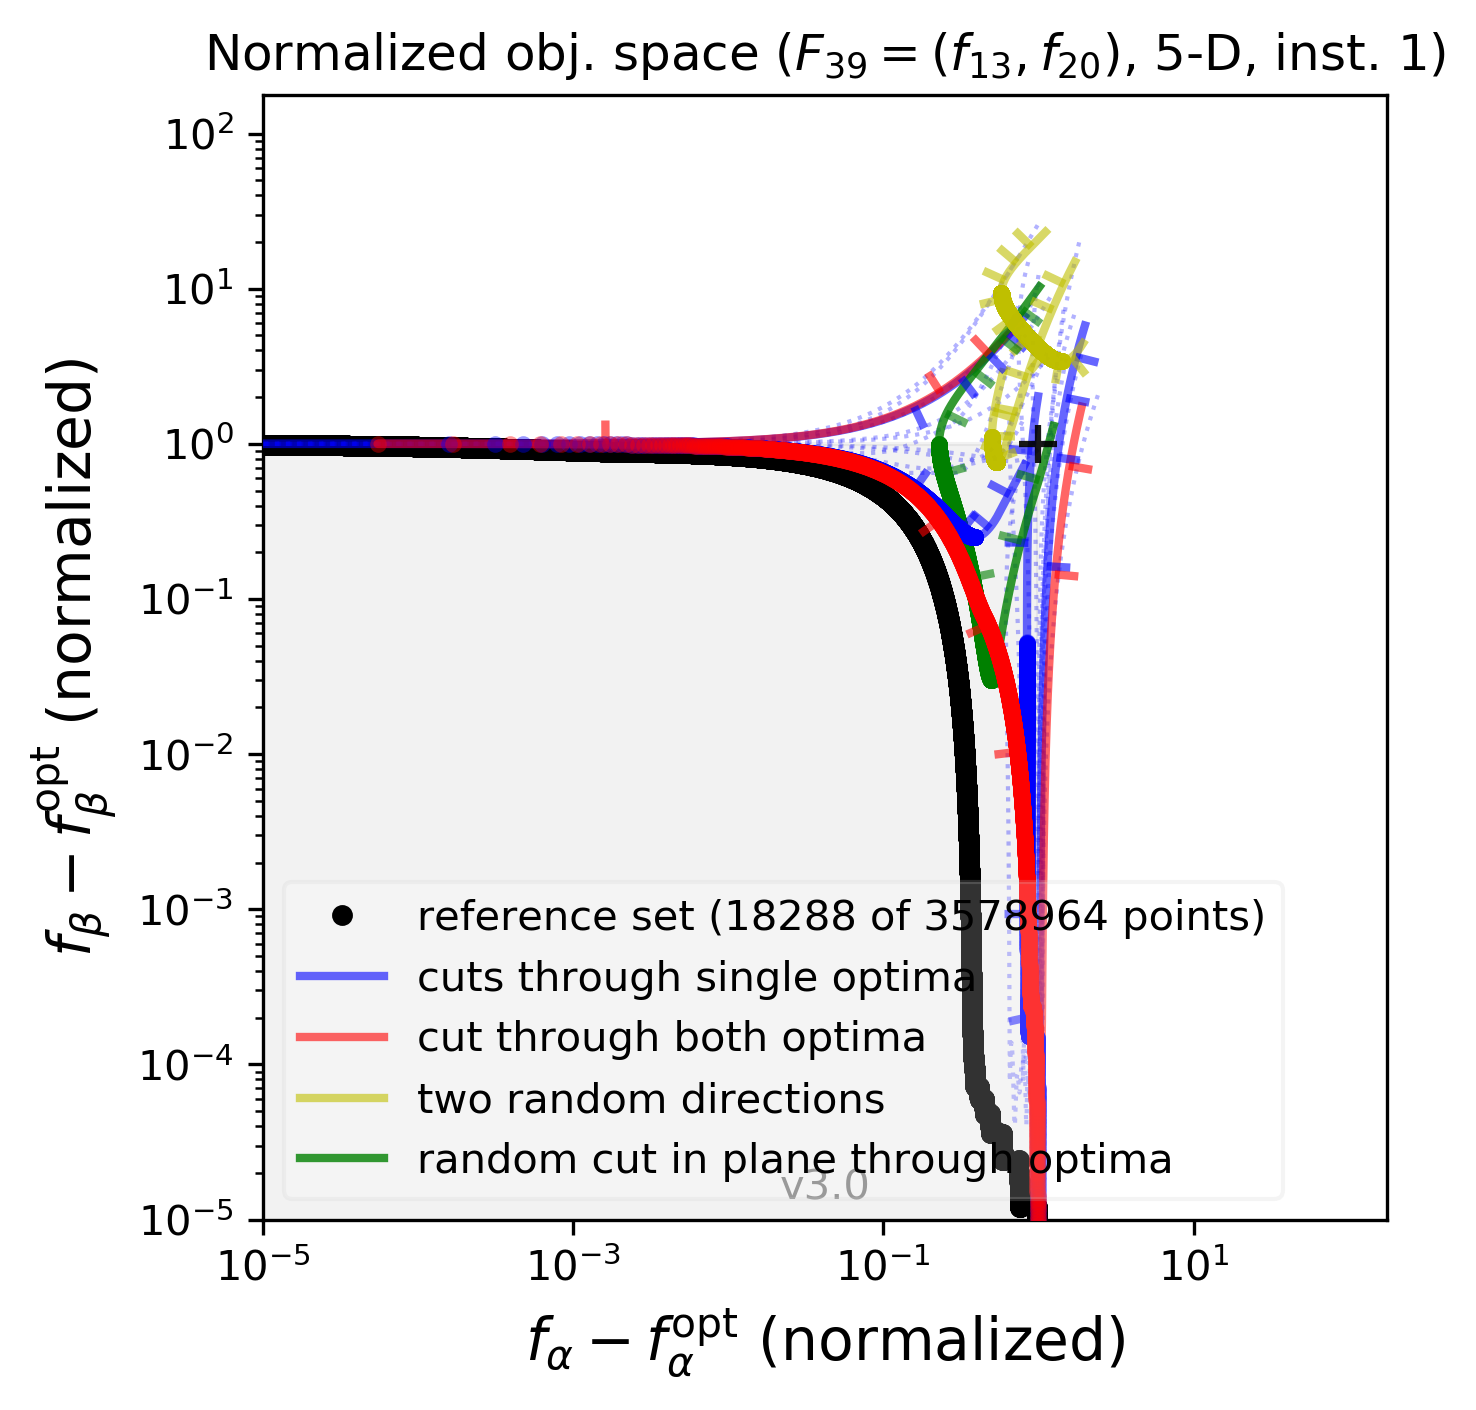 Normalized obj. space (F₃₉ = (f₁₃, f₂₀), 5-D, inst. 1)
10²
10¹
10⁰
10⁻¹
10⁻²
10⁻³
10⁻⁴
10⁻⁵
f_β − f_β^opt (normalized)
reference set (18288 of 3578964 points)
cuts through single optima
cut through both optima
two random directions
random cut in plane through optima
v3.0
10⁻⁵ 10⁻³ 10⁻¹ 10¹
f_α − f_α^opt (normalized)